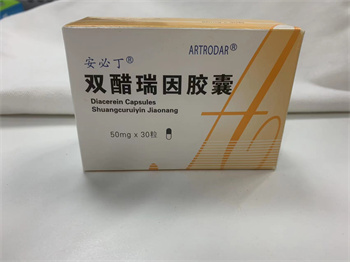 安必丁®
ARTRODAR®
双醋瑞因胶囊
Diacerein Capsules
Shuangcuruiyin Jiaonang
50mg x 30粒